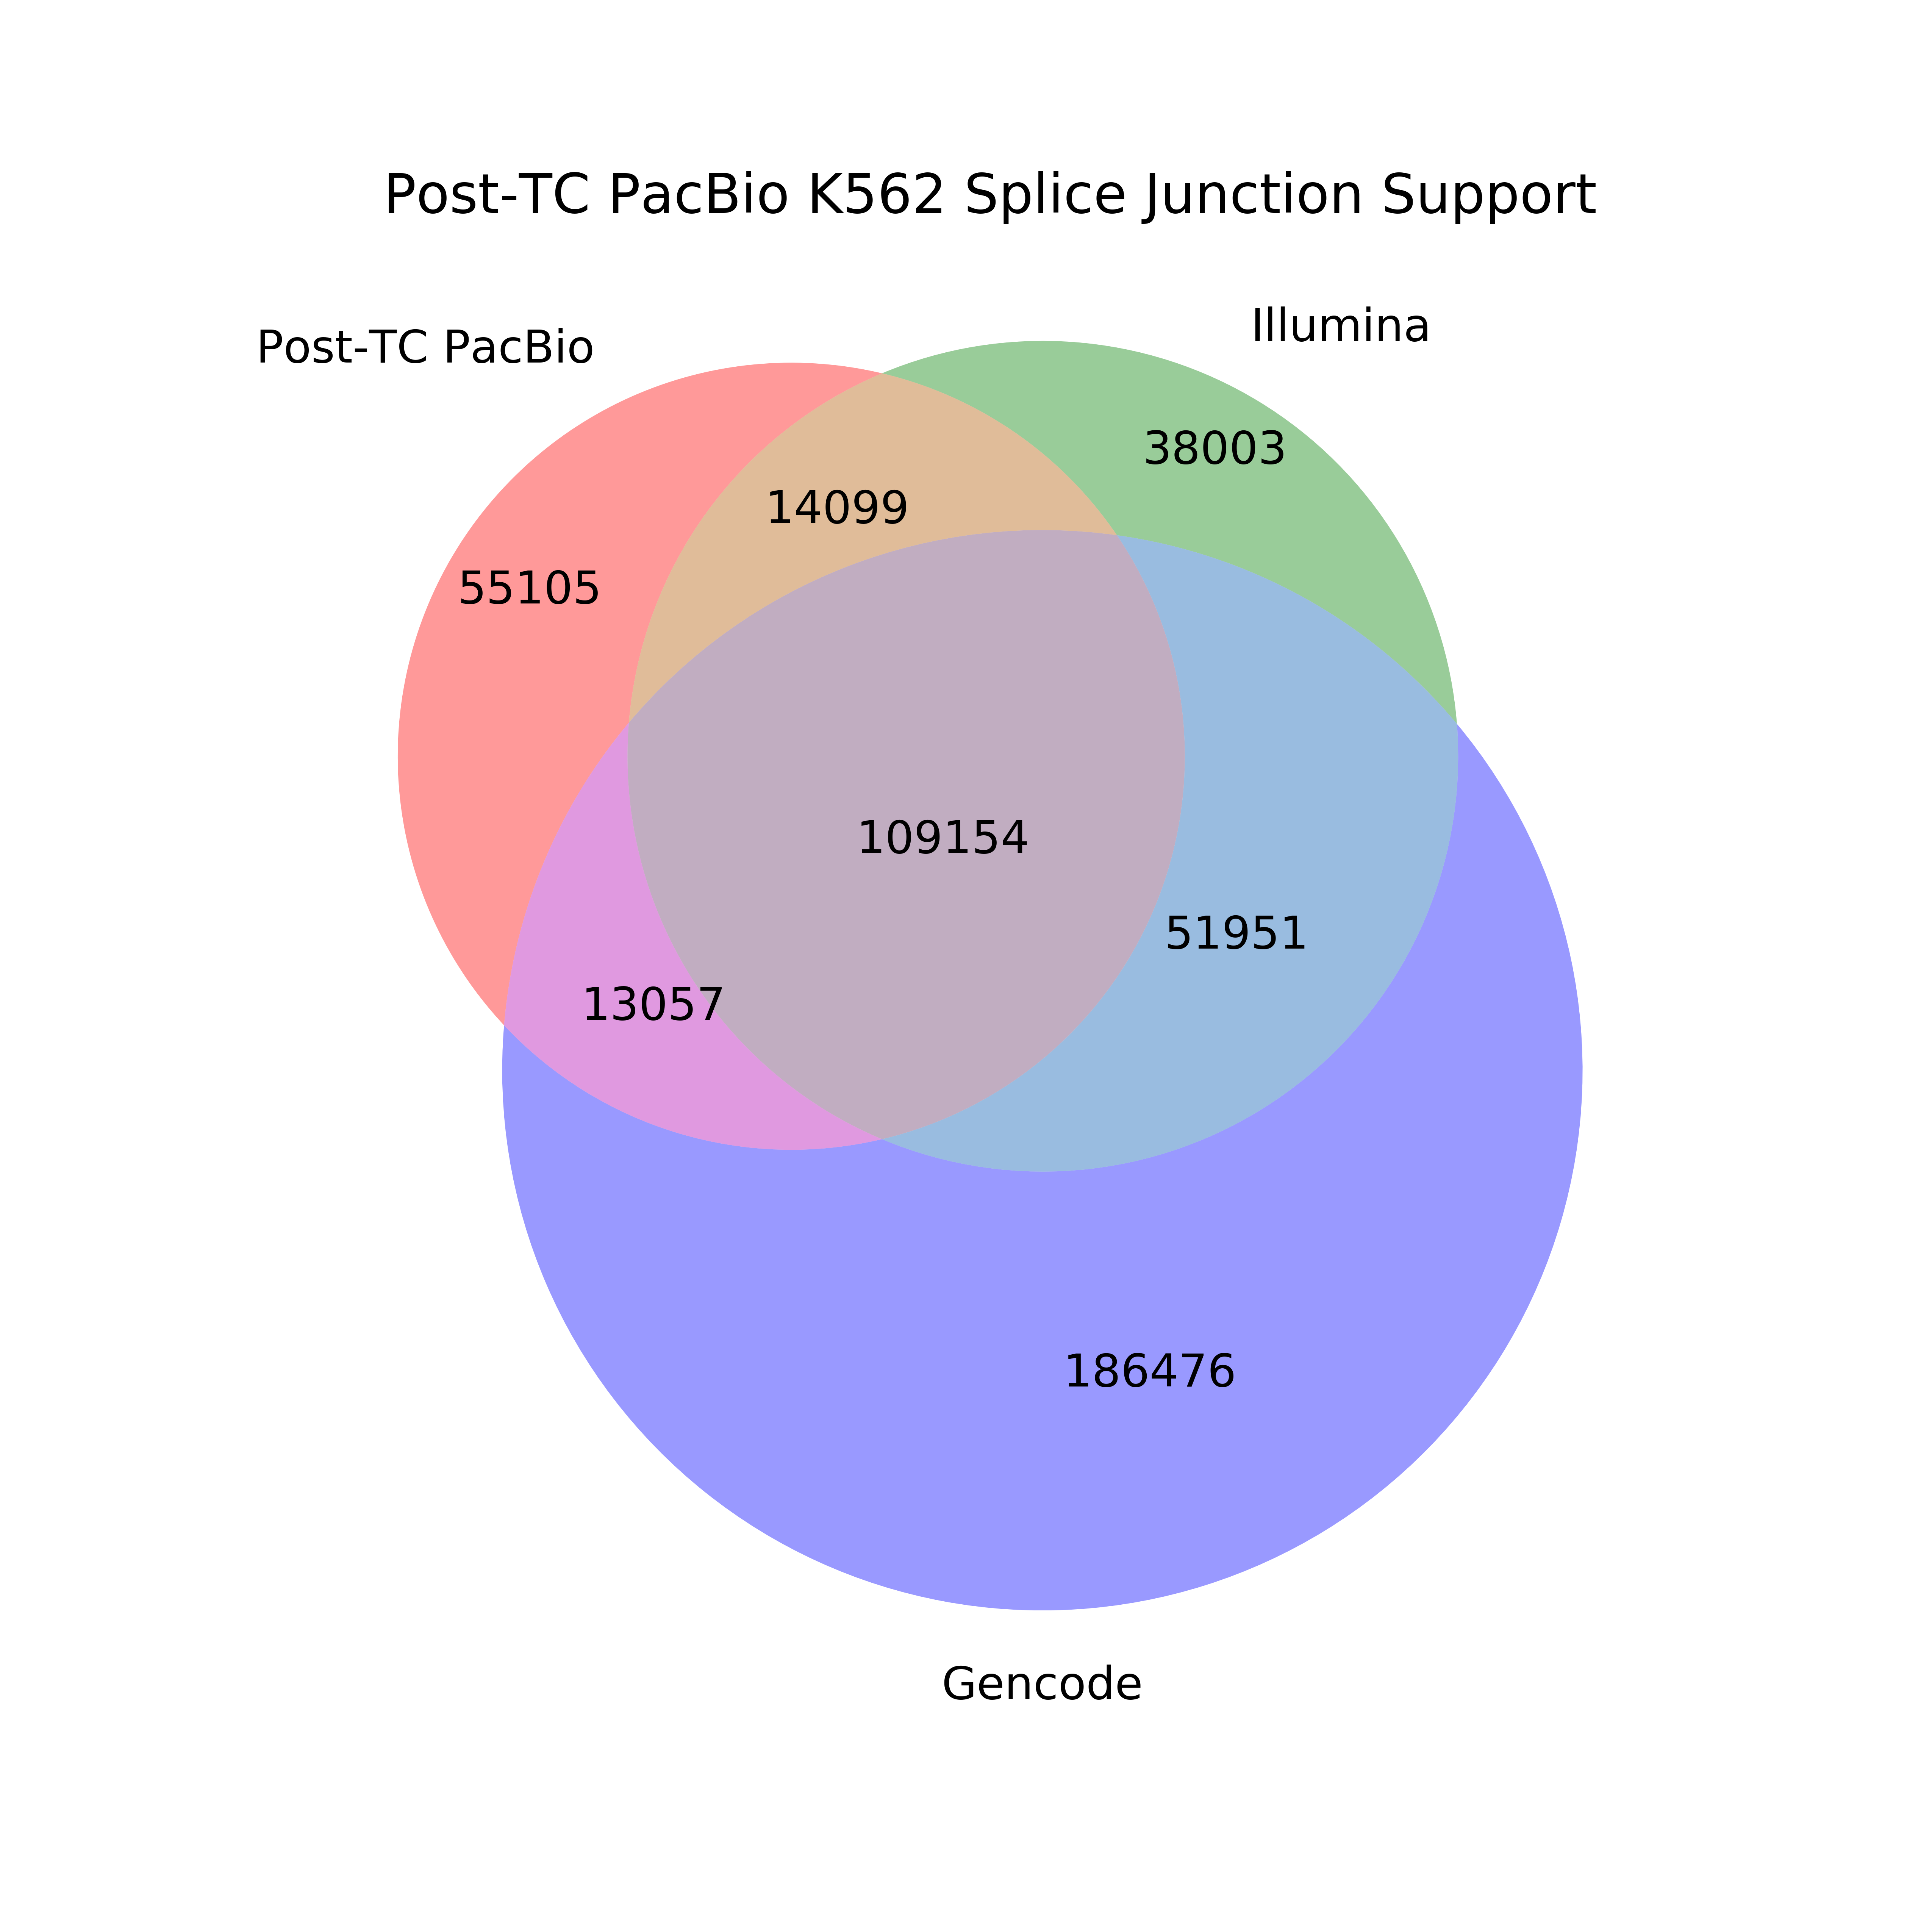 Post-TC PacBio K562 Splice Junction Support
Post-TC PacBio
Illumina
38003
14099
55105
109154
51951
13057
186476
Gencode